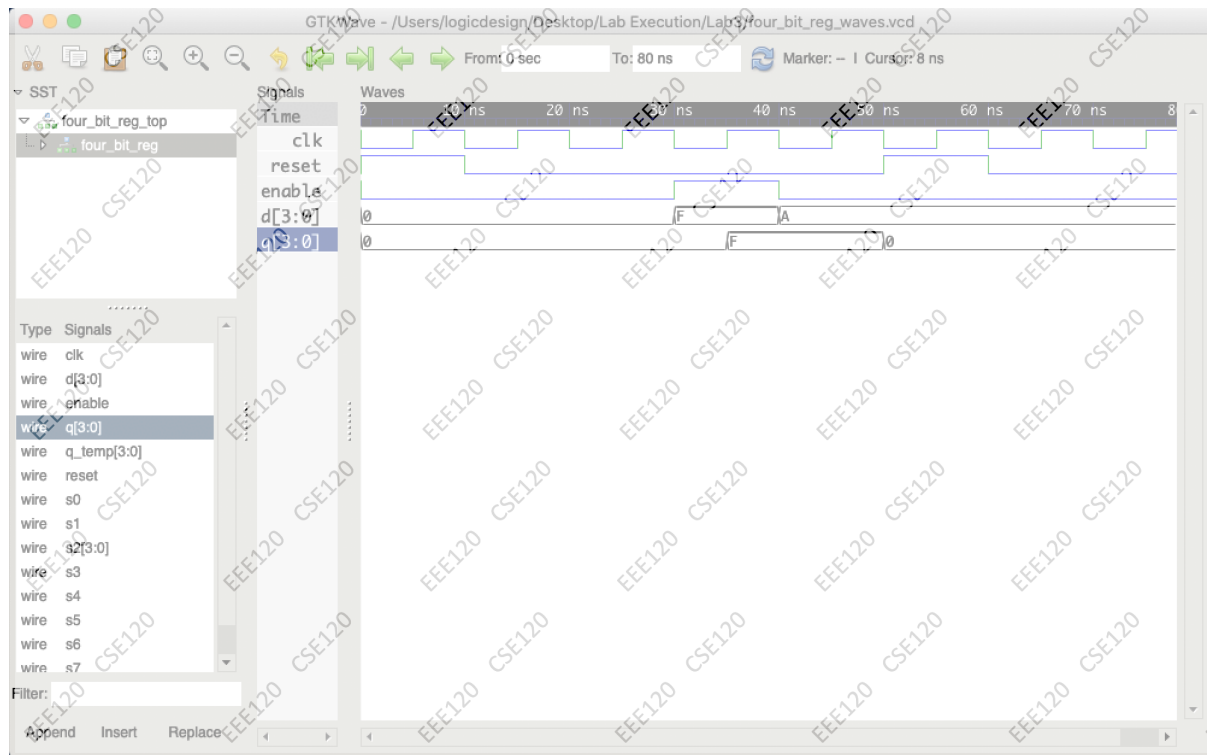 GTKWave - /Users/logicdesign/Desktop/Lab Execution/Lab3/four_bit_reg_waves.vcd
From: 0 sec To: 80 ns Marker: -- | Cursor: 8 ns
SST
four_bit_reg_top
four_bit_reg
Type Signals
wire clk
wire d[3:0]
wire enable
wire q[3:0]
wire q_temp[3:0]
wire reset
wire s0
wire s1
wire s2[3:0]
wire s3
wire s4
wire s5
wire s6
wire s7
Filter:
Append Insert Replace
Signals
Time
clk
reset
enable
d[3:0]
q[3:0]
Waves
0 10 ns 20 ns 30 ns 40 ns 50 ns 60 ns 70 ns 8
0 F A
0 F 0
EEE120 CSE120